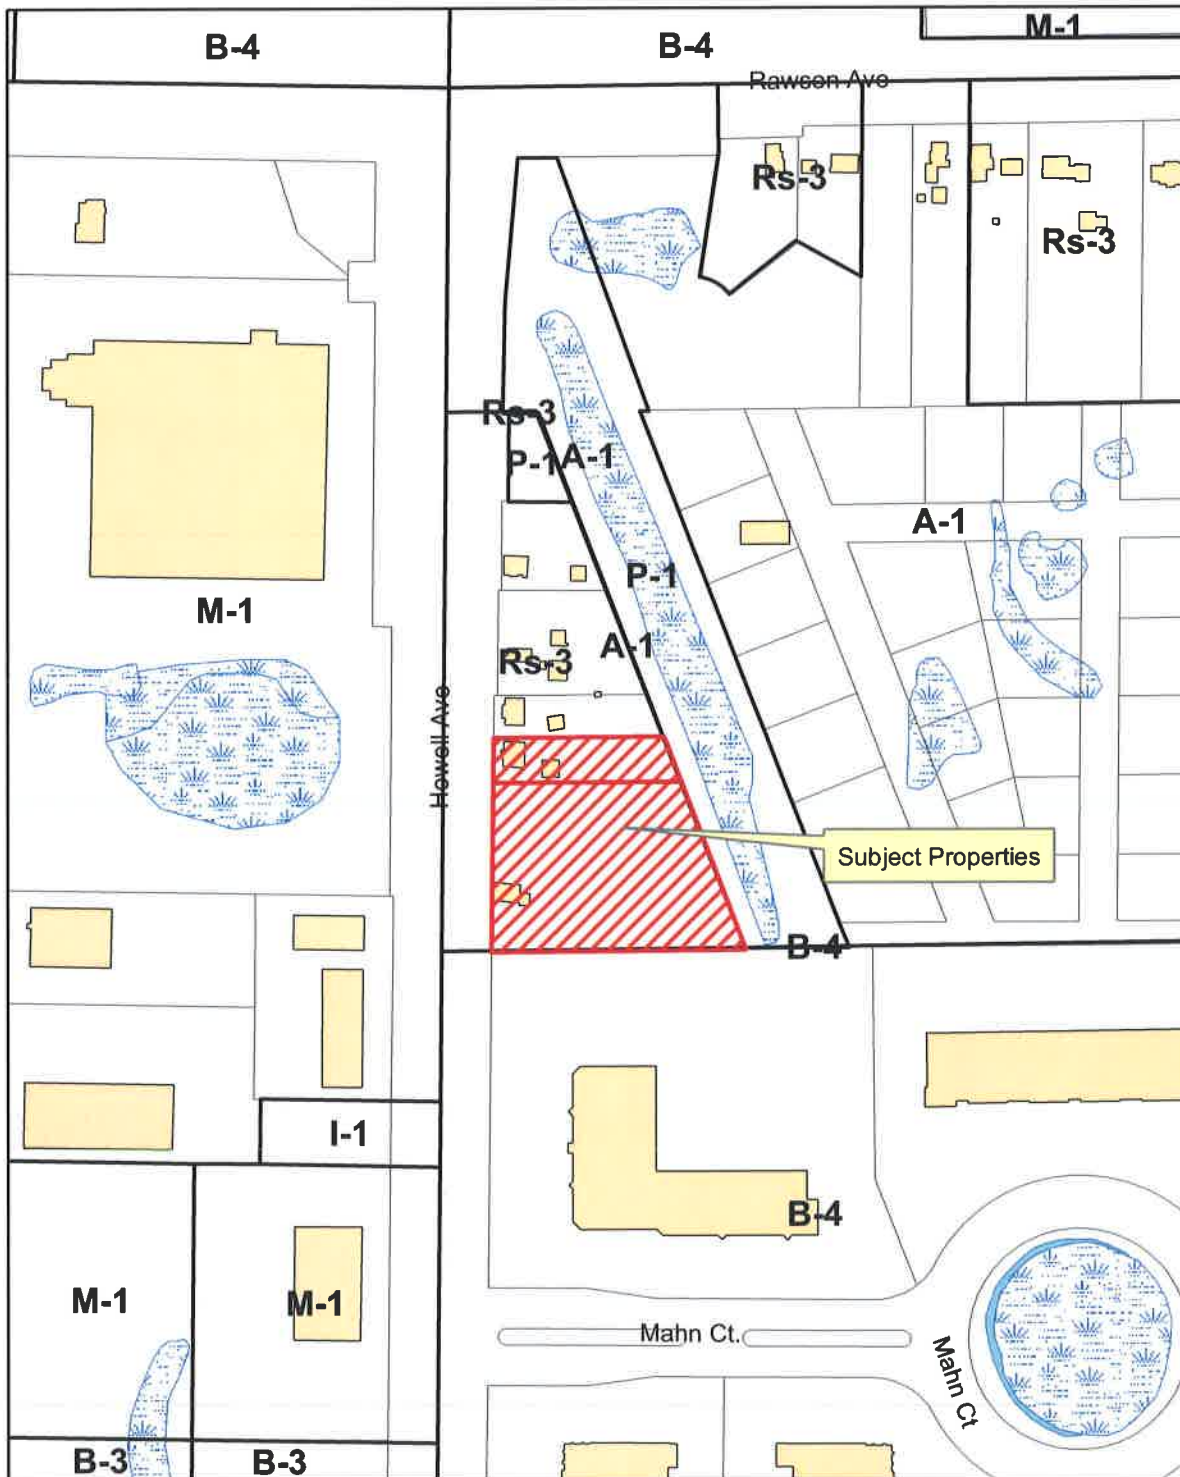 M-1
B-4
B-4
Rawson Ave
Rs-3
Rs-3
Rs-3
P-1
A-1
A-1
P-1
M-1
A-1
Rs-3
Howell Ave
Subject Properties
B-4
I-1
B-4
M-1
M-1
Mahn Ct.
Mahn Ct
B-3
B-3